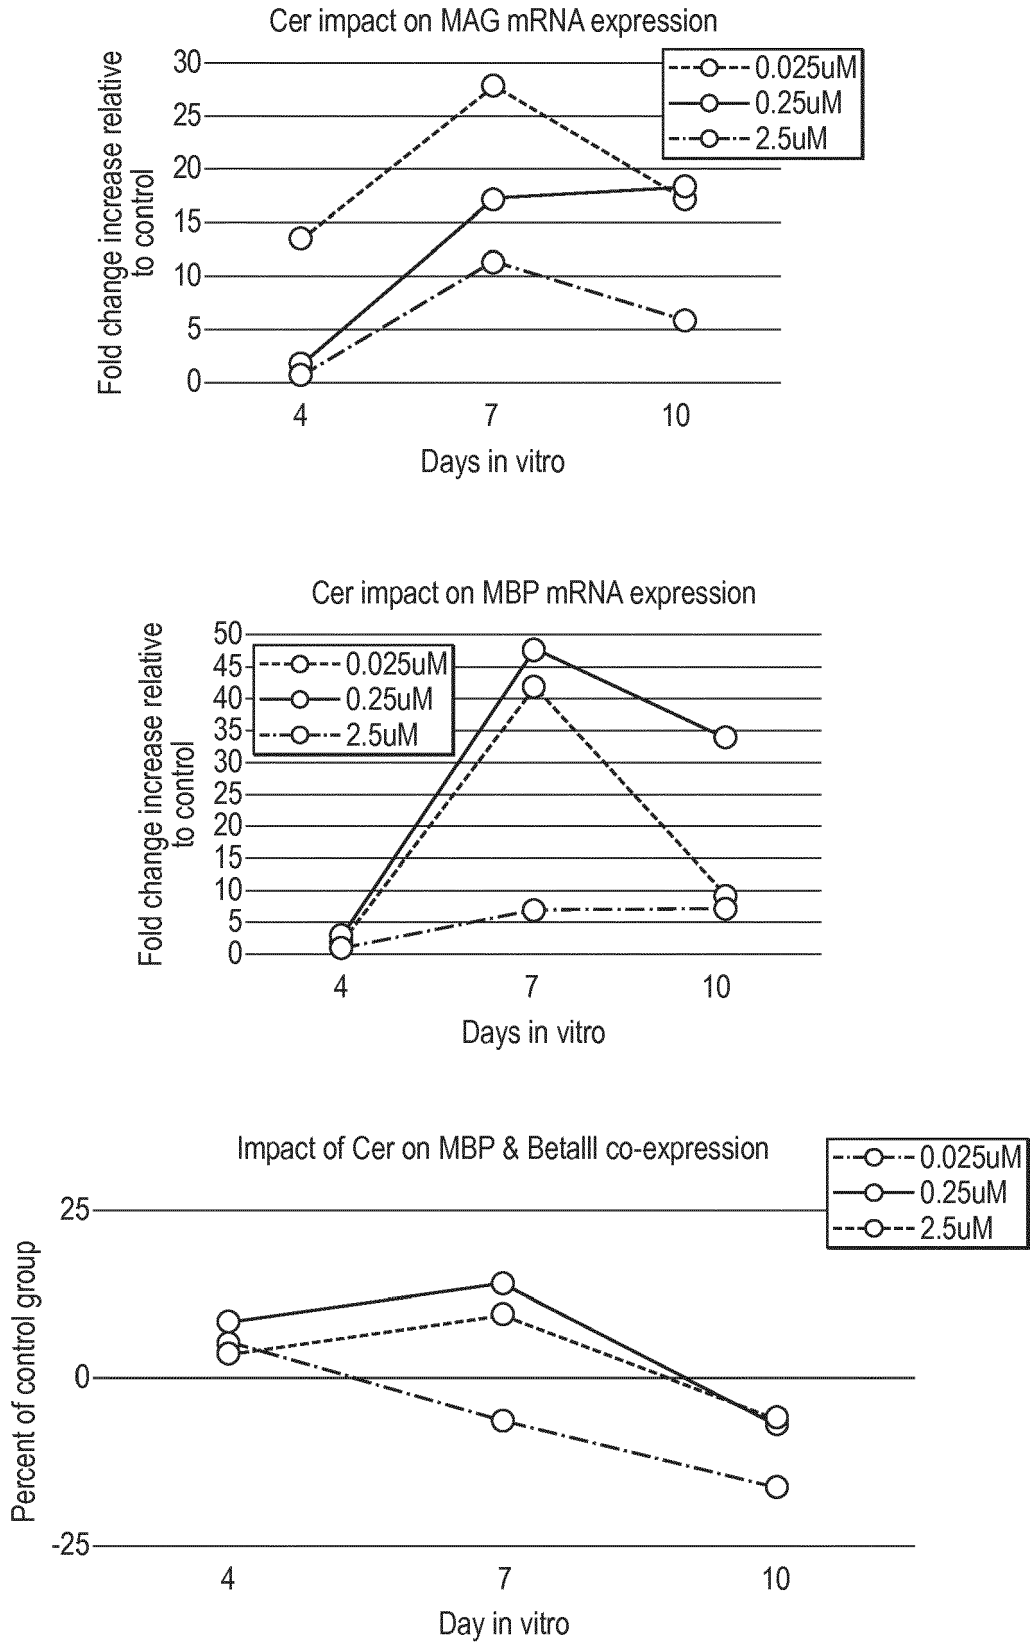 Cer impact on MAG mRNA expression
Fold change increase relative
to control
30
25
20
15
10
5
0
0.025uM
0.25uM
2.5uM
4 7 10
Days in vitro
Cer impact on MBP mRNA expression
Fold change increase relative
to control
50
45
40
35
30
25
20
15
10
5
0
0.025uM
0.25uM
2.5uM
4 7 10
Days in vitro
Impact of Cer on MBP & BetaIII co-expression
Percent of control group
25
0
-25
0.025uM
0.25uM
2.5uM
4 7 10
Day in vitro